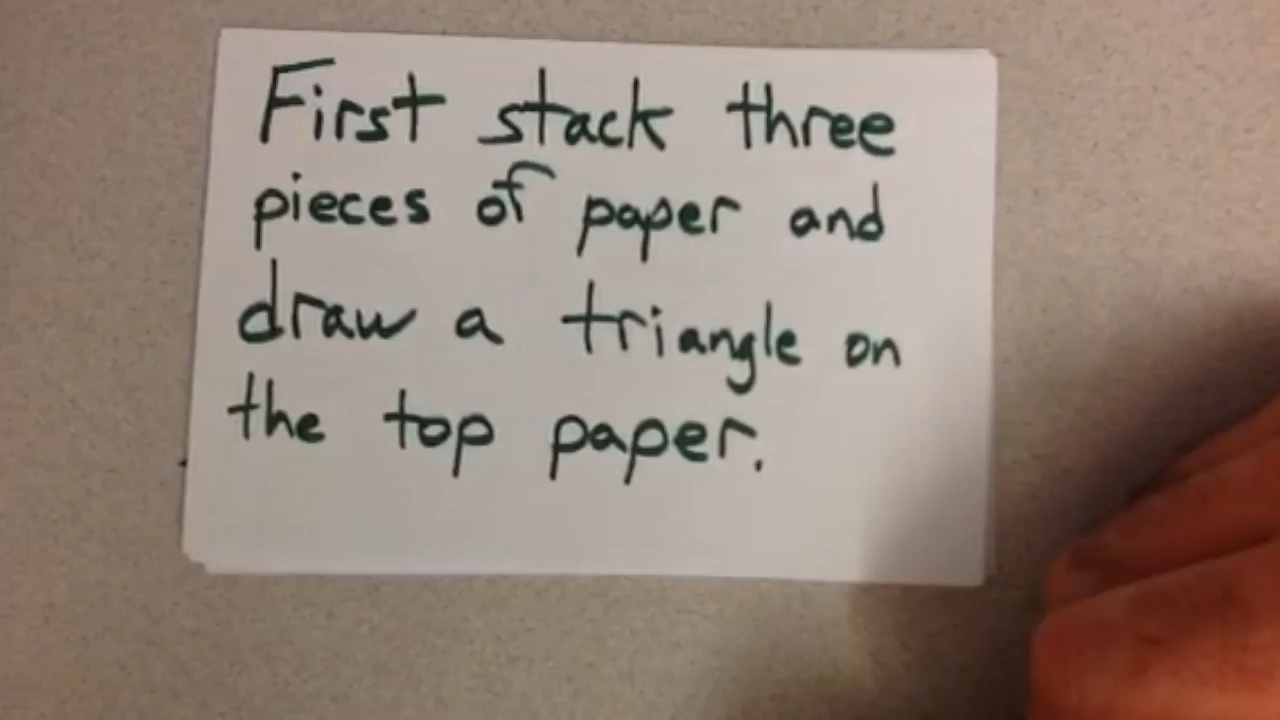 First stack three
pieces of paper and
draw a triangle on
the top paper.